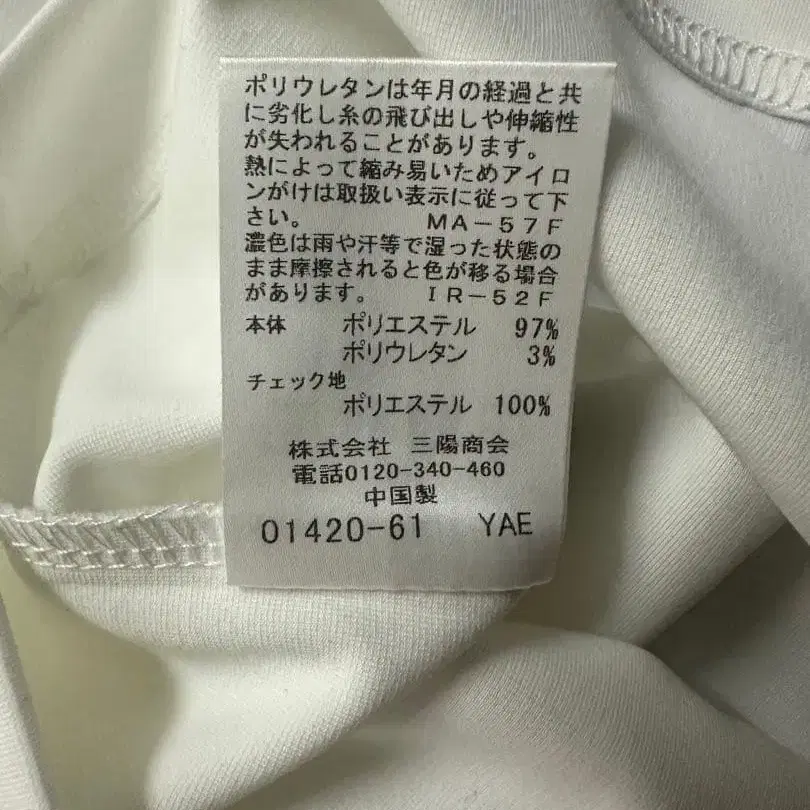 ポリウレタンは年月の経過と共
に劣化し糸の飛び出しや伸縮性
が失われることがあります。
熱によって縮み易いためアイロ
ンがけは取扱い表示に従って下
さい。 MA-57F
濃色は雨や汗等で湿った状態の
まま摩擦されると色が移る場合
があります。 IR-52F
本体 ポリエステル 97%
ポリウレタン 3%
チェック地
ポリエステル 100%
株式会社 三陽商会
電話0120-340-460
中国製
01420-61 YAE